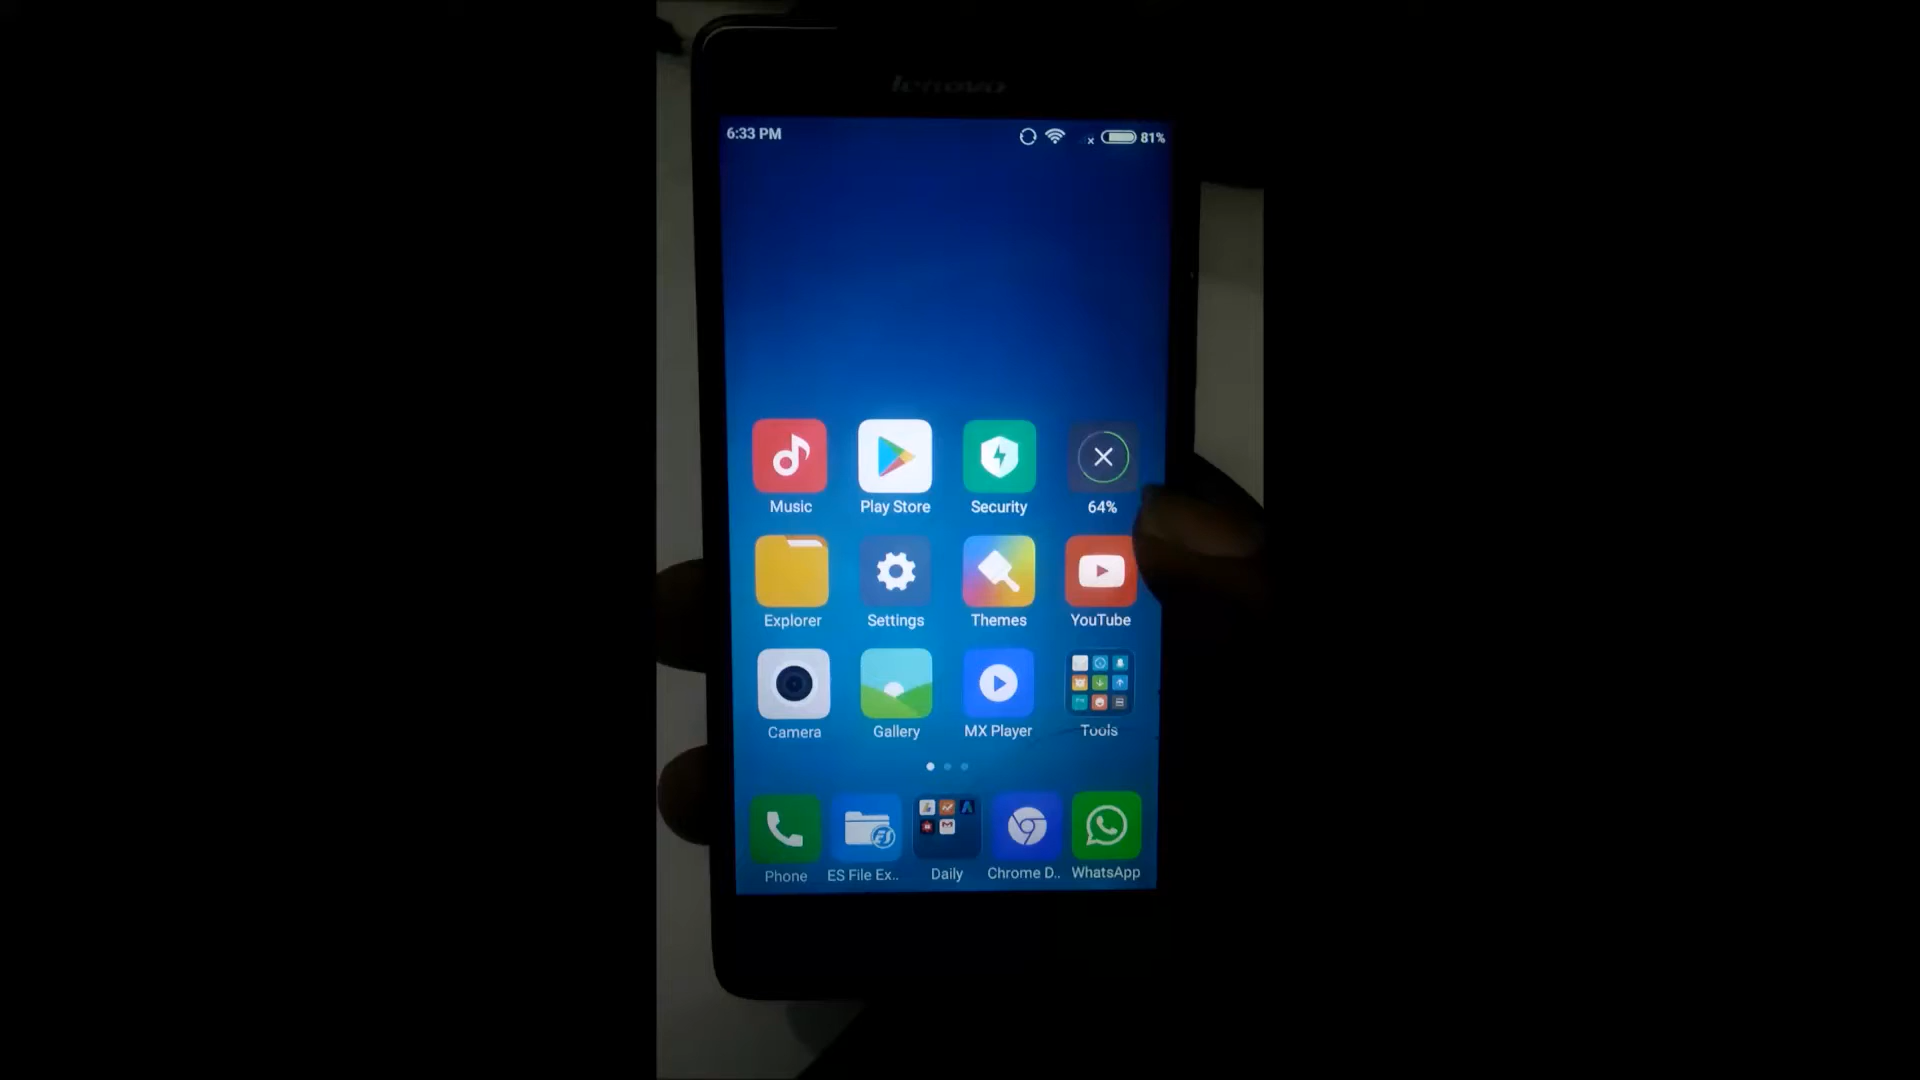 lenovo
6:33 PM 81%
Music Play Store Security 64%
Explorer Settings Themes YouTube
Camera Gallery MX Player Tools
Phone ES File Ex.. Daily Chrome D.. WhatsApp